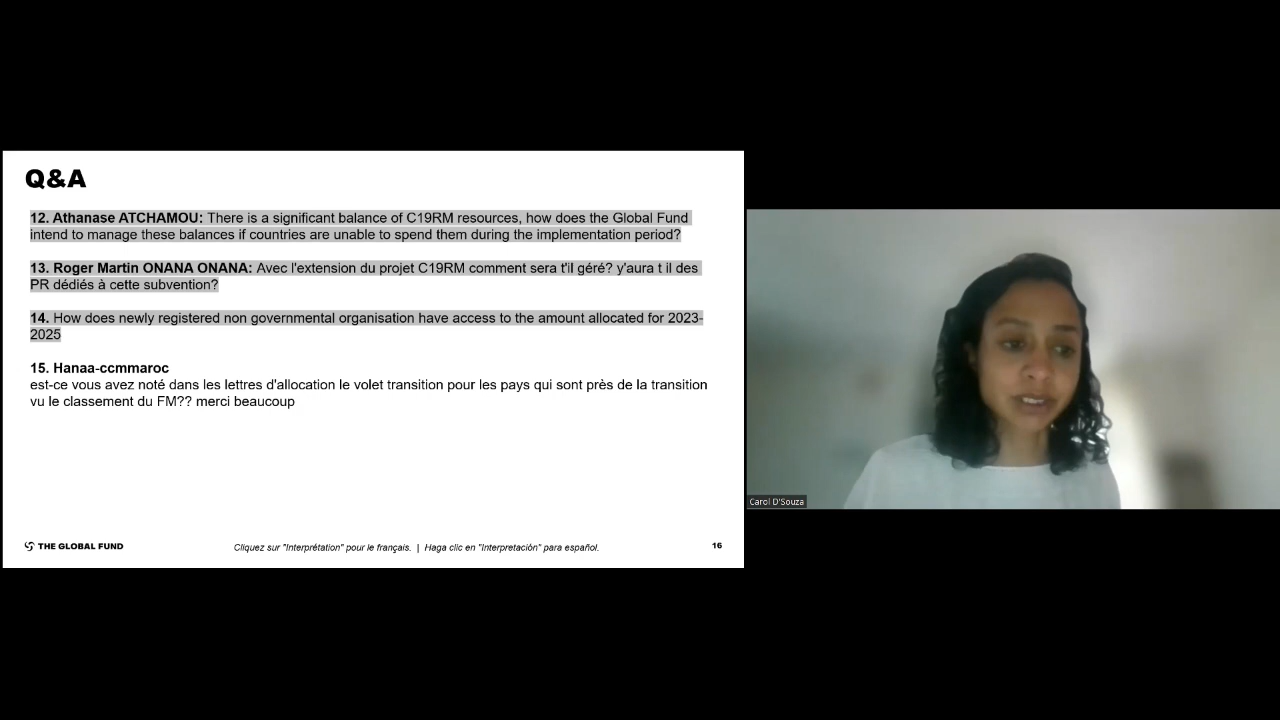 Q&A
12. Athanase ATCHAMOU: There is a significant balance of C19RM resources, how does the Global Fund
intend to manage these balances if countries are unable to spend them during the implementation period?
13. Roger Martin ONANA ONANA: Avec l'extension du projet C19RM comment sera t'il géré? y'aura t il des
PR dédiés à cette subvention?
14. How does newly registered non governmental organisation have access to the amount allocated for 2023-
2025
15. Hanaa-ccmmaroc
est-ce vous avez noté dans les lettres d'allocation le volet transition pour les pays qui sont près de la transition
vu le classement du FM?? merci beaucoup
THE GLOBAL FUND
Cliquez sur "Interprétation" pour le français. | Haga clic en "Interpretación" para español.
16
Carol D'Souza